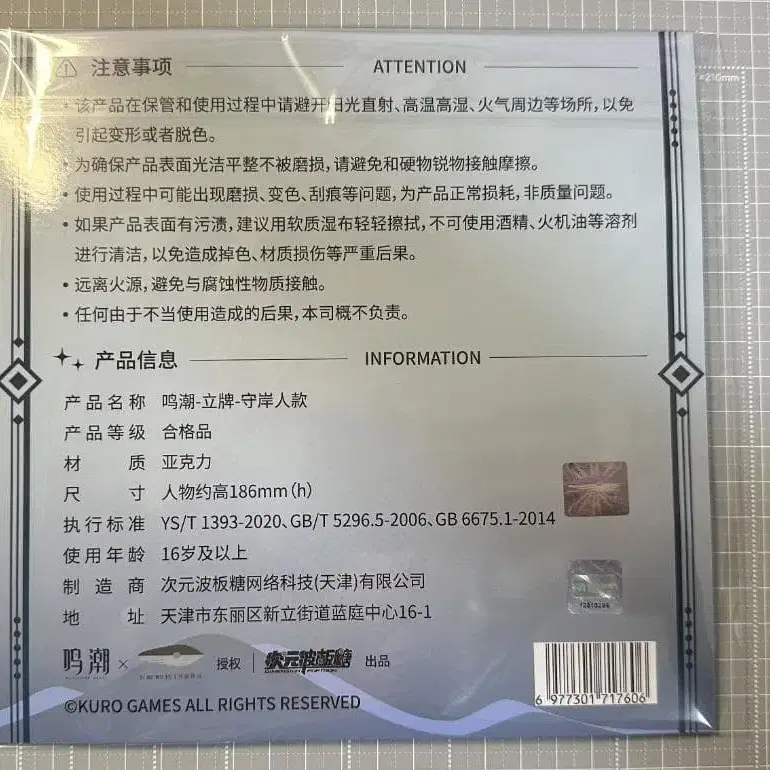 注意事项 ATTENTION
=210mm
• 该产品在保管和使用过程中请避开阳光直射、高温高湿、火气周边等场所，以免
引起变形或者脱色。
• 为确保产品表面光洁平整不被磨损，请避免和硬物锐物接触摩擦。
• 使用过程中可能出现磨损、变色、刮痕等问题，为产品正常损耗，非质量问题。
• 如果产品表面有污渍，建议用软质湿布轻轻擦拭，不可使用酒精、火机油等溶剂
进行清洁，以免造成掉色、材质损伤等严重后果。
• 远离火源，避免与腐蚀性物质接触。
• 任何由于不当使用造成的后果，本司概不负责。
产品信息 INFORMATION
产品名称 鸣潮-立牌-守岸人款
产品等级 合格品
材质 亚克力
尺寸 人物约高186mm（h）
执行标准 YS/T 1393-2020、GB/T 5296.5-2006、GB 6675.1-2014
使用年龄 16岁及以上
制造商 次元波板糖网络科技(天津)有限公司
地址 天津市东丽区新立街道蓝庭中心16-1
鸣潮 × 授权 | 次元波板糖 出品
©KURO GAMES ALL RIGHTS RESERVED
6 977301 717606